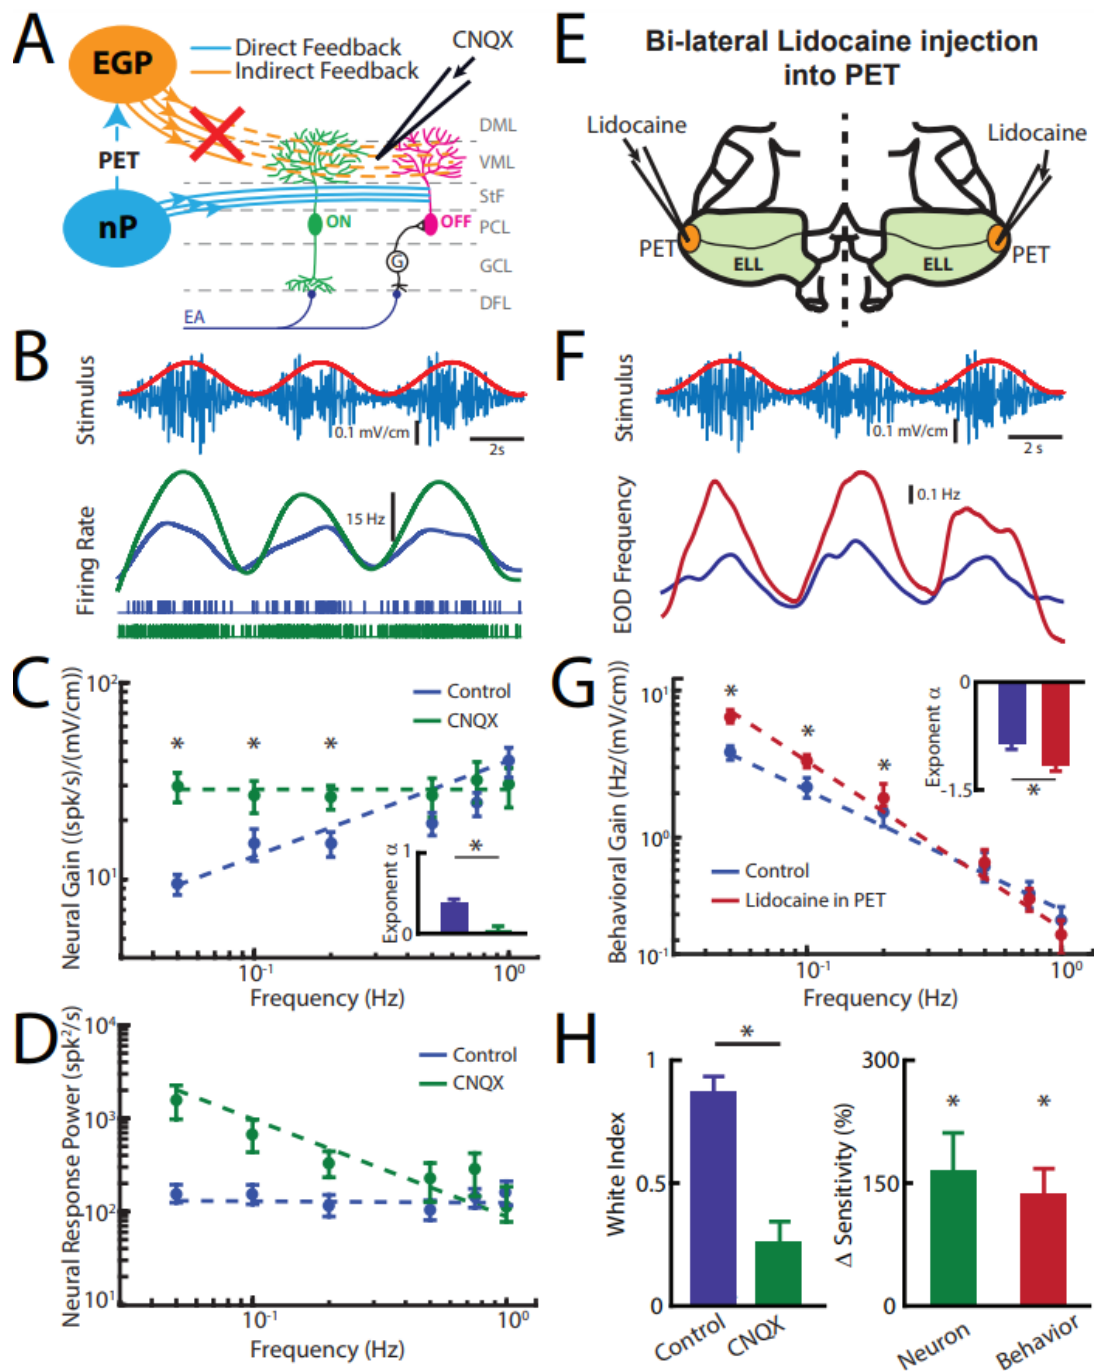 A
EGP
Direct Feedback
Indirect Feedback
CNQX
PET
nP
DML
VML
StF
PCL
GCL
DFL
ON
OFF
G
EA
B
Stimulus
0.1 mV/cm
2s
Firing Rate
15 Hz
C
Neural Gain ((spk/s)/(mV/cm))
10²
10¹
Control
CNQX
* * *
Exponent α
1
0
*
10⁻¹
10⁰
Frequency (Hz)
D
Neural Response Power (spk²/s)
10⁴
10³
10²
10¹
Control
CNQX
10⁻¹
10⁰
Frequency (Hz)
E
Bi-lateral Lidocaine injection
into PET
Lidocaine
Lidocaine
PET
ELL
ELL
PET
F
Stimulus
0.1 mV/cm
2 s
EOD Frequency
0.1 Hz
G
Behavioral Gain (Hz/(mV/cm))
10¹
10⁰
10⁻¹
* * *
Exponent α
0
-1.5
*
Control
Lidocaine in PET
10⁻¹
10⁰
Frequency (Hz)
H
White Index
1
0.5
0
*
Control
CNQX
Δ Sensitivity (%)
300
150
0
* *
Neuron
Behavior